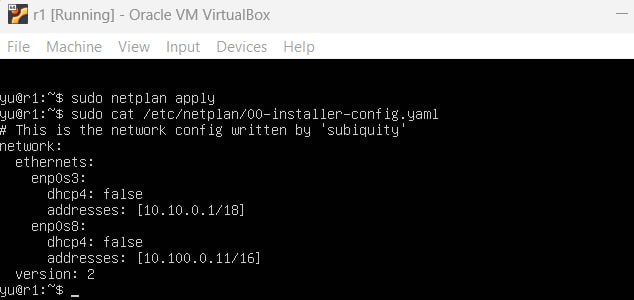 r1 [Running] - Oracle VM VirtualBox
File Machine View Input Devices Help
yu@r1:~$ sudo netplan apply
yu@r1:~$ sudo cat /etc/netplan/00-installer-config.yaml
# This is the network config written by 'subiquity'
network:
  ethernets:
    enp0s3:
      dhcp4: false
      addresses: [10.10.0.1/18]
    enp0s8:
      dhcp4: false
      addresses: [10.100.0.11/16]
  version: 2
yu@r1:~$ _